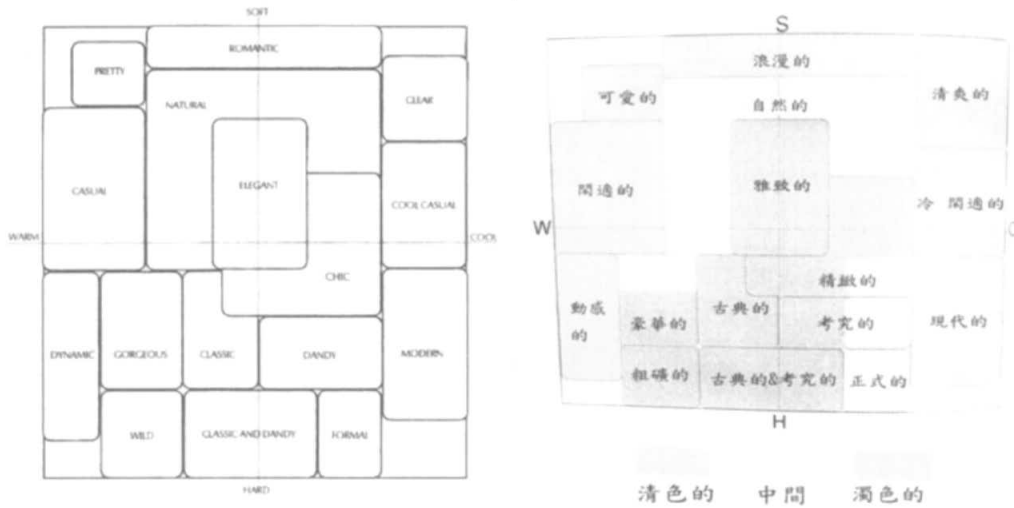 SOFT
ROMANTIC
PRETTY
NATURAL
CLEAR
CASUAL
ELEGANT
COOL CASUAL
WARM
COOL
CHIC
DYNAMIC
GORGEOUS
CLASSIC
DANDY
MODERN
WILD
CLASSIC AND DANDY
FORMAL
HARD
S
浪漫的
可愛的
自然的
清爽的
閑適的
雅致的
冷 閑適的
W
C
精緻的
動感的
豪華的
古典的
考究的
現代的
粗礦的
古典的&考究的
正式的
H
清色的 中間 濁色的